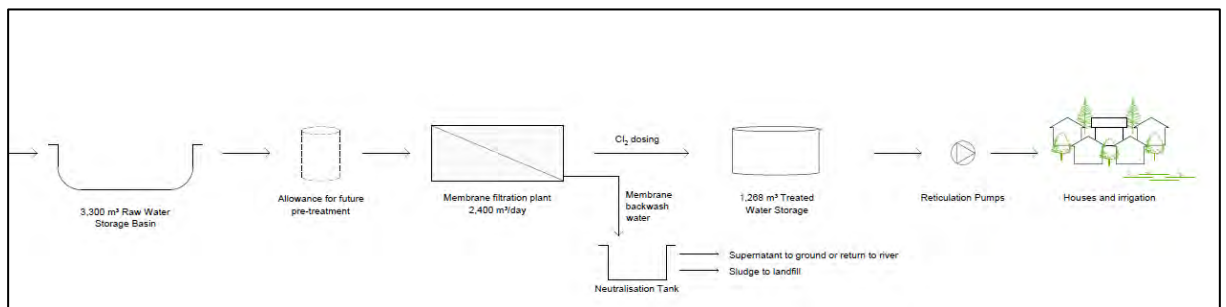 3,300 m³ Raw Water
Storage Basin
Allowance for future
pre-treatment
Membrane filtration plant
2,400 m³/day
Cl₂ dosing
Membrane
backwash
water
1,268 m³ Treated
Water Storage
Reticulation Pumps
Houses and irrigation
Supernatant to ground or return to river
Sludge to landfill
Neutralisation Tank